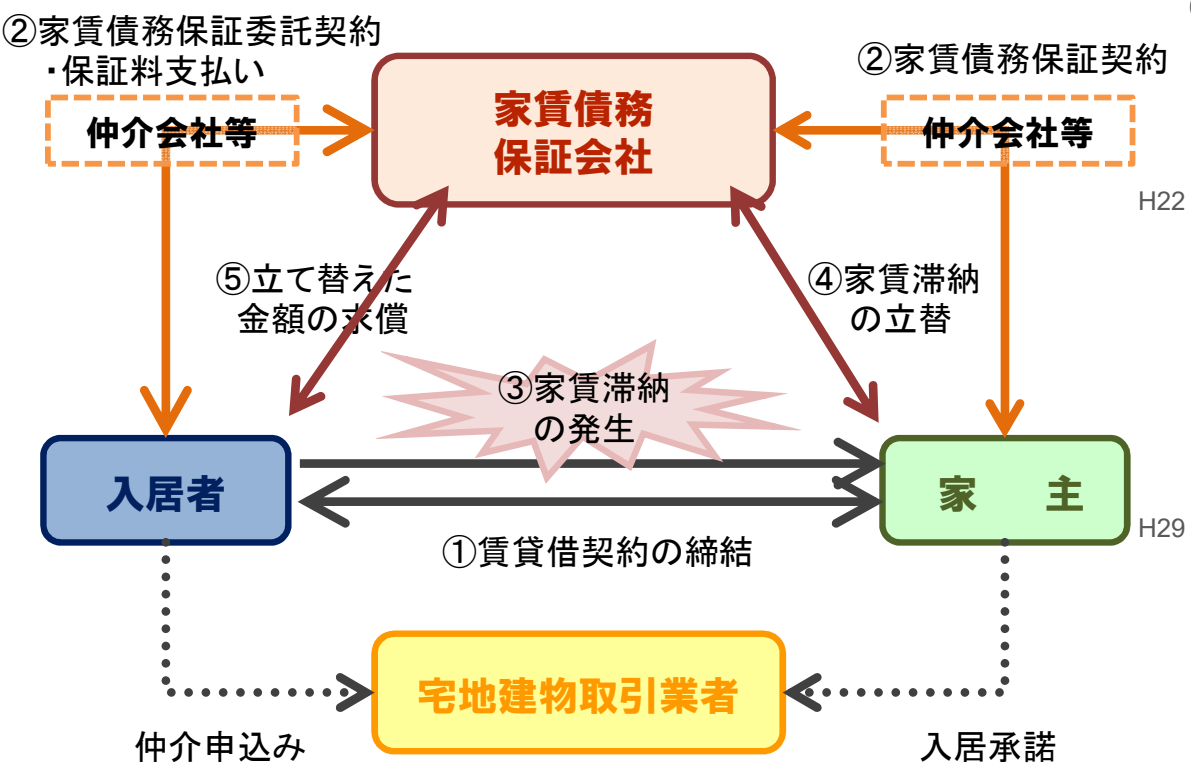 ②家賃債務保証委託契約
・保証料支払い
②家賃債務保証契約
家賃債務
保証会社
仲介会社等
仲介会社等
H22
⑤立て替えた
金額の求償
④家賃滞納
の立替
③家賃滞納
の発生
入居者
家 主
H29
①賃貸借契約の締結
宅地建物取引業者
仲介申込み
入居承諾